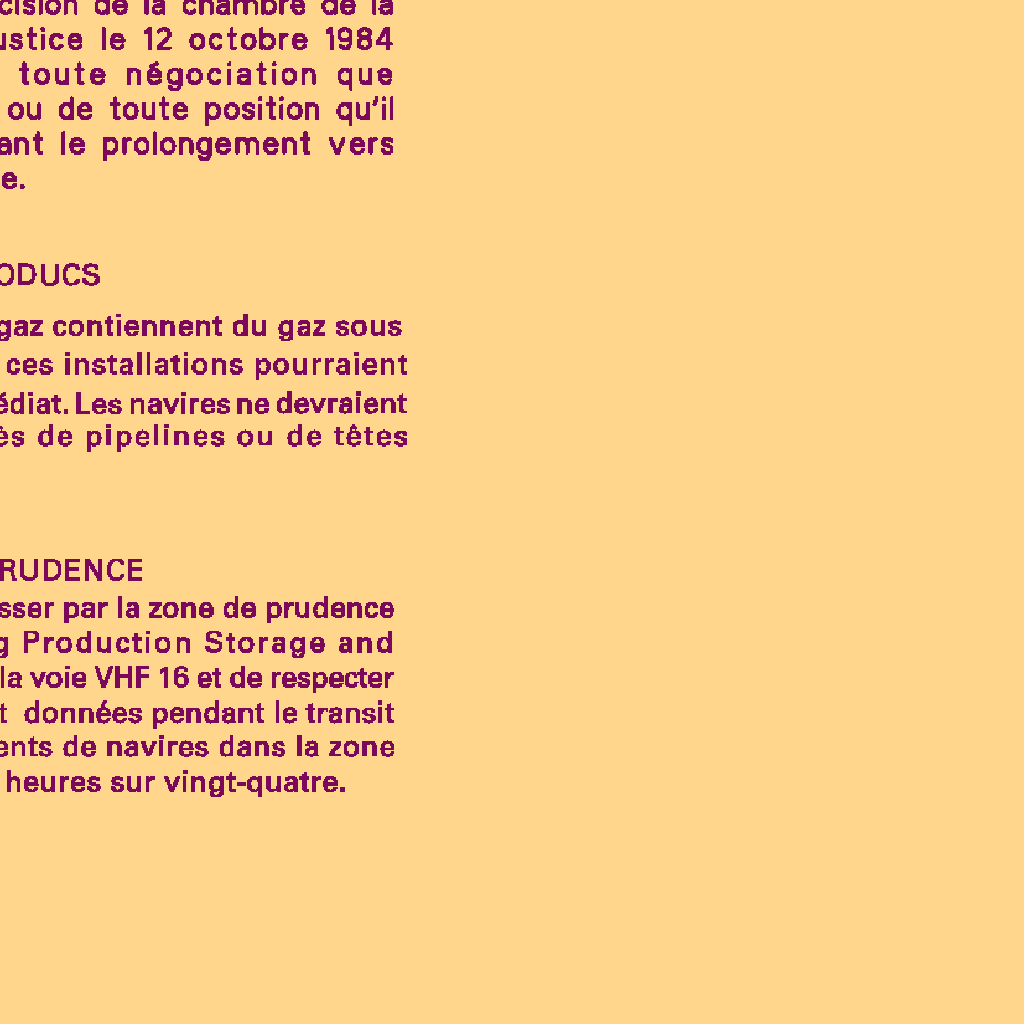 cision de la chambre de la
ustice le 12 octobre 1984
toute négociation que
ou de toute position qu'il
ant le prolongement vers
e.
ODUCS
gaz contiennent du gaz sous
ces installations pourraient
édiat. Les navires ne devraient
ès de pipelines ou de têtes
RUDENCE
sser par la zone de prudence
g Production Storage and
la voie VHF 16 et de respecter
t données pendant le transit
ents de navires dans la zone
heures sur vingt-quatre.